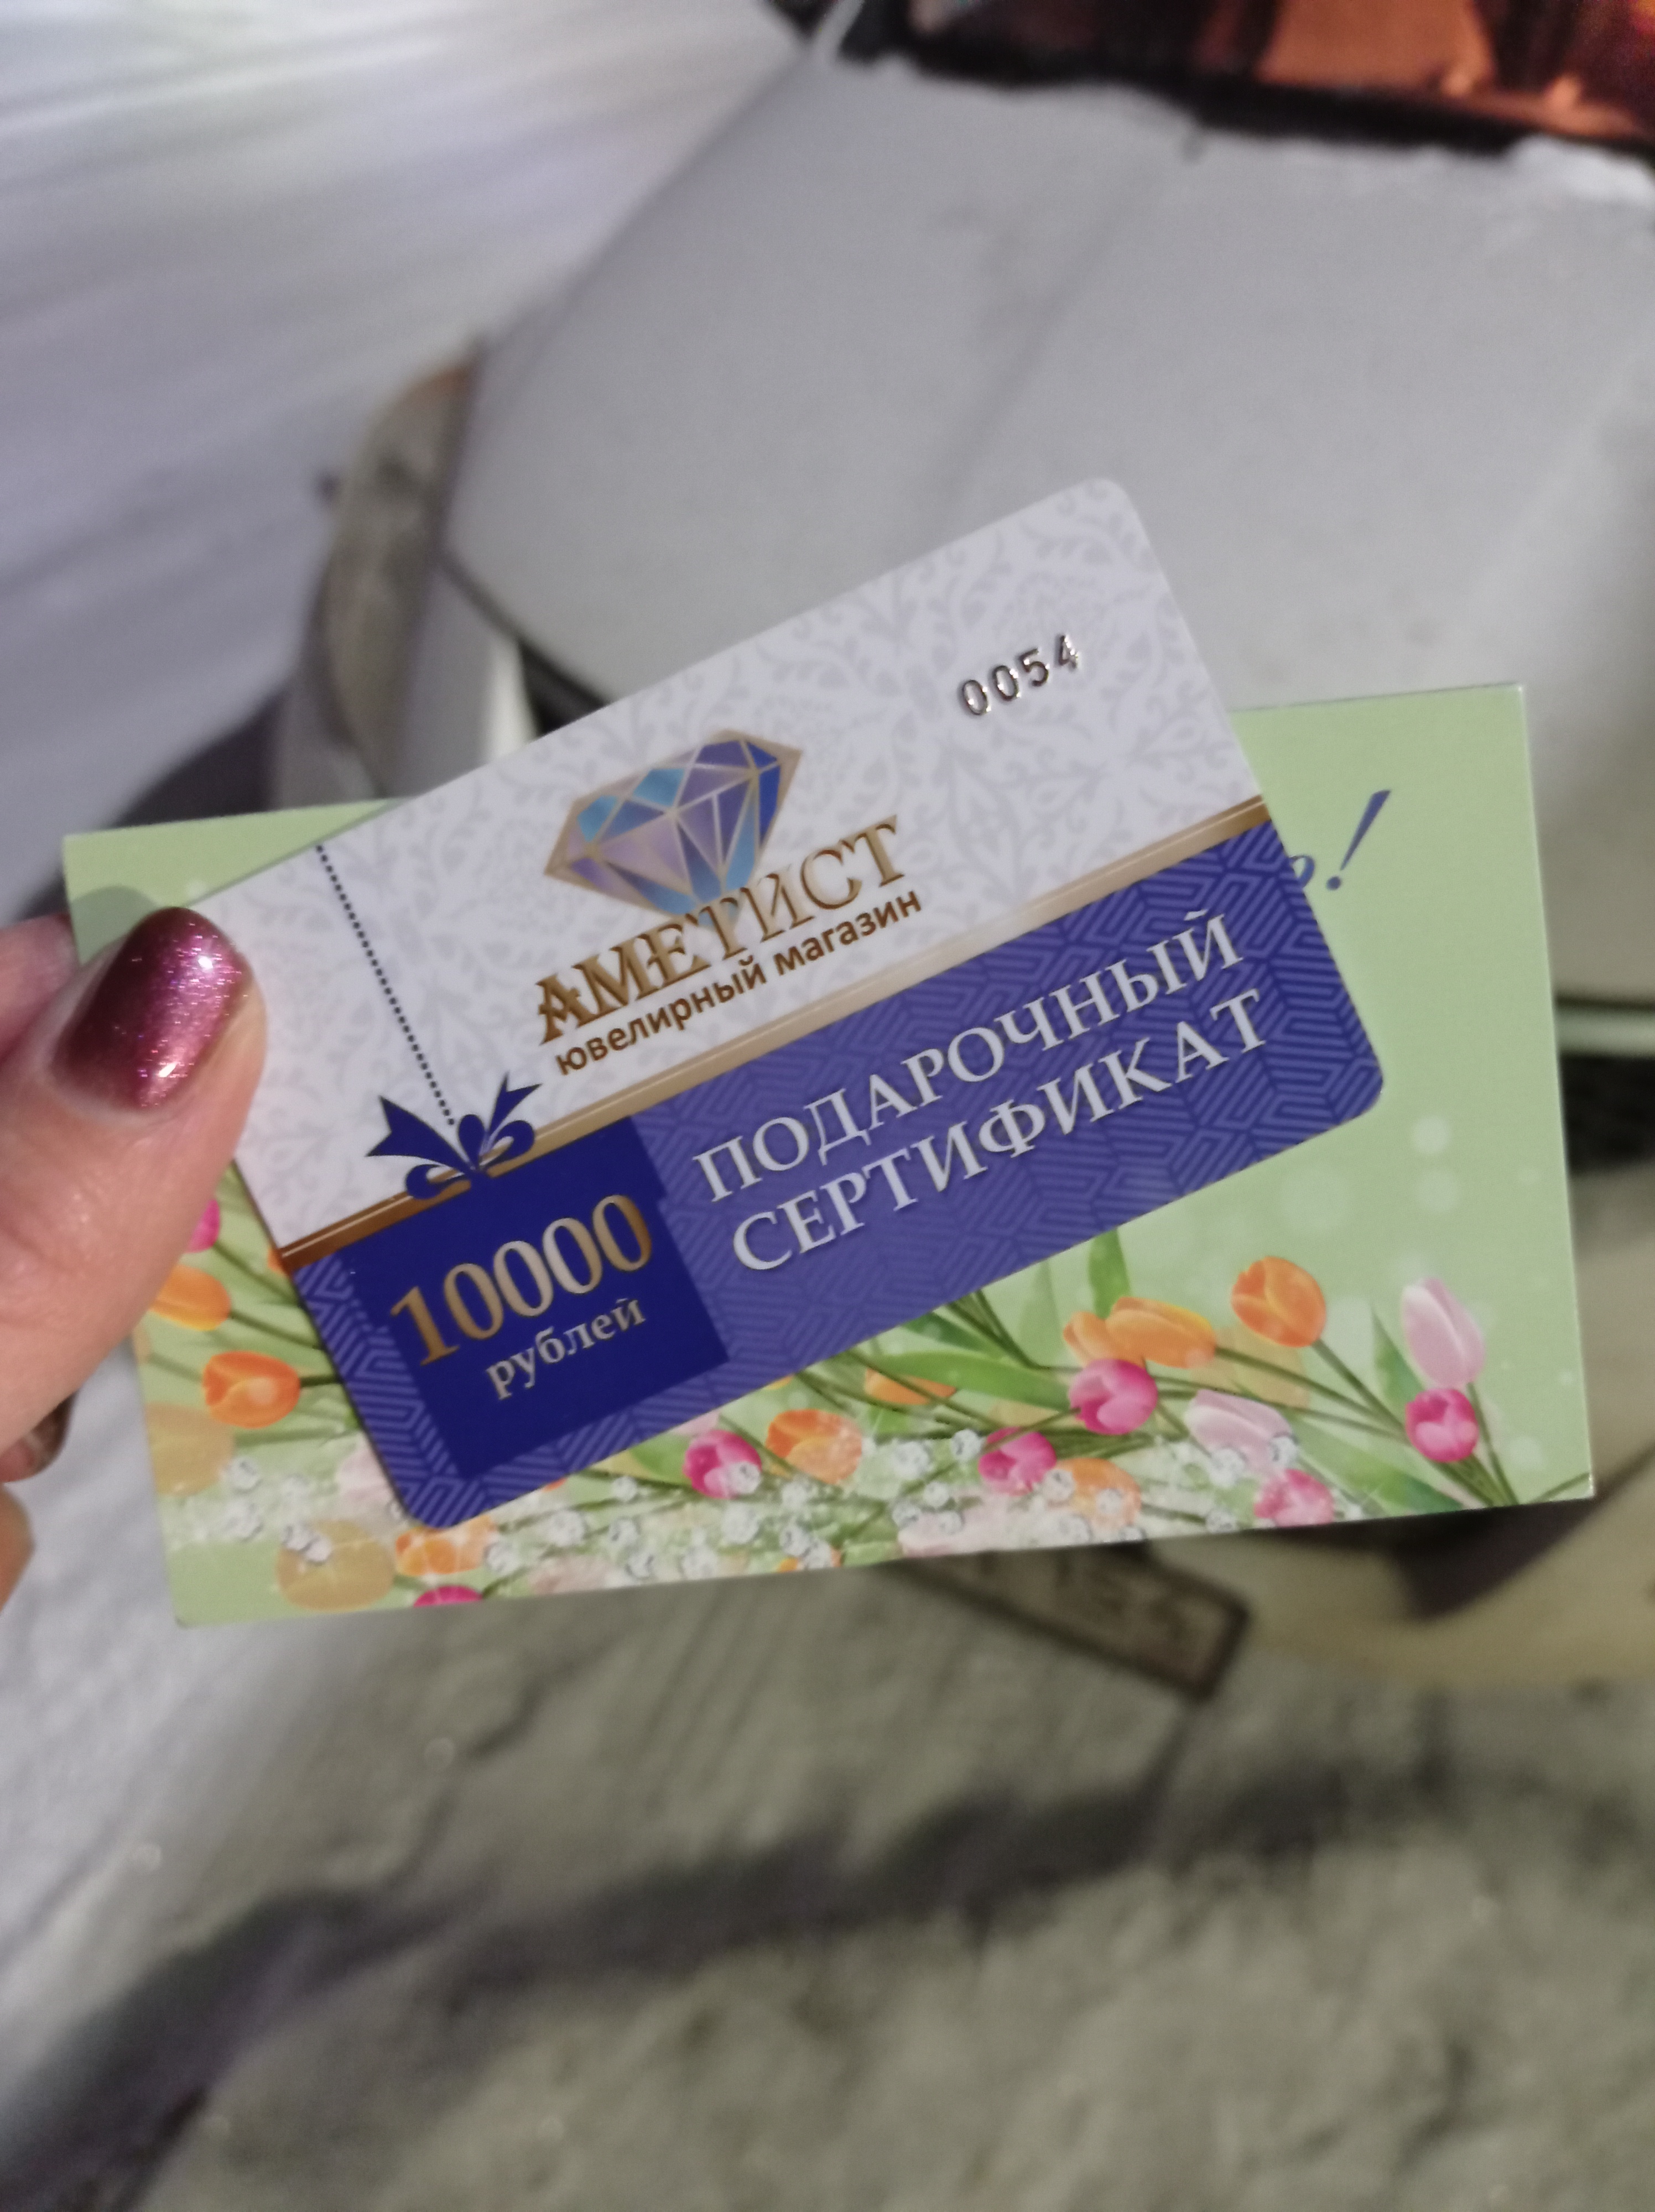 0054
АМЕТИСТ
ювелирный магазин
ПОДАРОЧНЫЙ
СЕРТИФИКАТ
10000
рублей